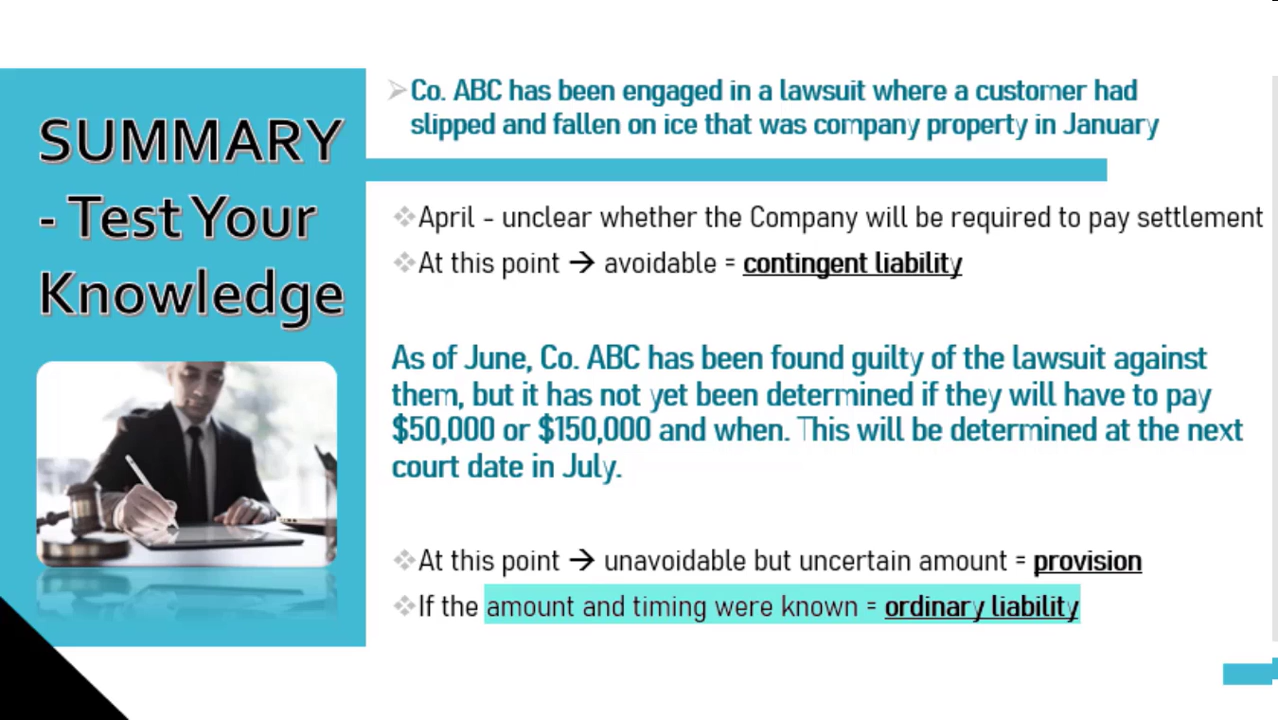 SUMMARY
- Test Your
Knowledge
Co. ABC has been engaged in a lawsuit where a customer had
slipped and fallen on ice that was company property in January
April - unclear whether the Company will be required to pay settlement
At this point → avoidable = contingent liability
As of June, Co. ABC has been found guilty of the lawsuit against
them, but it has not yet been determined if they will have to pay
$50,000 or $150,000 and when. This will be determined at the next
court date in July.
At this point → unavoidable but uncertain amount = provision
If the amount and timing were known = ordinary liability